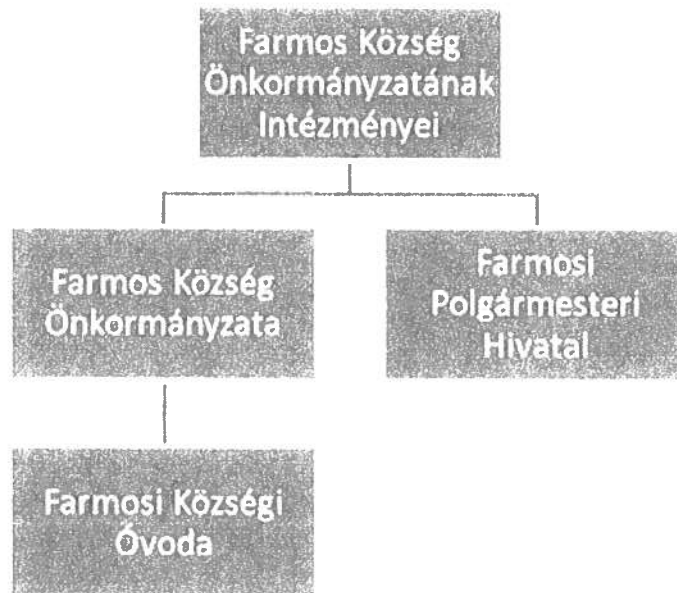 Farmos Község
Önkormányzatának
Intézményei
Farmos Község
Önkormányzata
Farmosi
Polgármesteri
Hivatal
Farmosi Községi
Óvoda